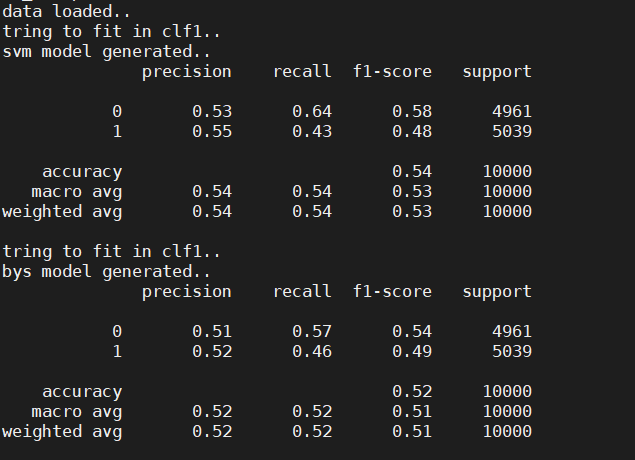 data loaded..
tring to fit in clf1..
svm model generated..
precision recall f1-score support
0 0.53 0.64 0.58 4961
1 0.55 0.43 0.48 5039
accuracy 0.54 10000
macro avg 0.54 0.54 0.53 10000
weighted avg 0.54 0.54 0.53 10000
tring to fit in clf1..
bys model generated..
precision recall f1-score support
0 0.51 0.57 0.54 4961
1 0.52 0.46 0.49 5039
accuracy 0.52 10000
macro avg 0.52 0.52 0.51 10000
weighted avg 0.52 0.52 0.51 10000